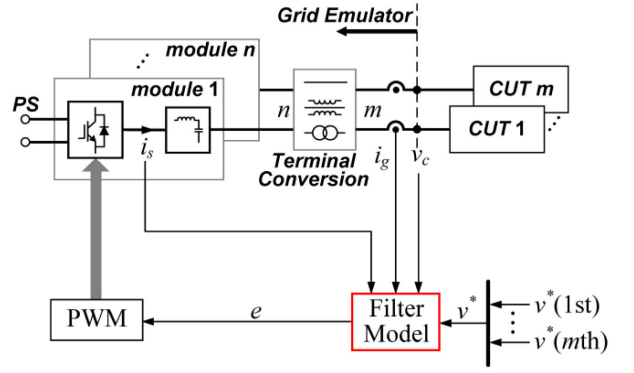 Grid Emulator
module n
module 1
PS
n
m
CUT m
CUT 1
i_s
Terminal
Conversion
i_g
v_c
PWM
e
Filter
Model
v*
v*(1st)
v*(mth)